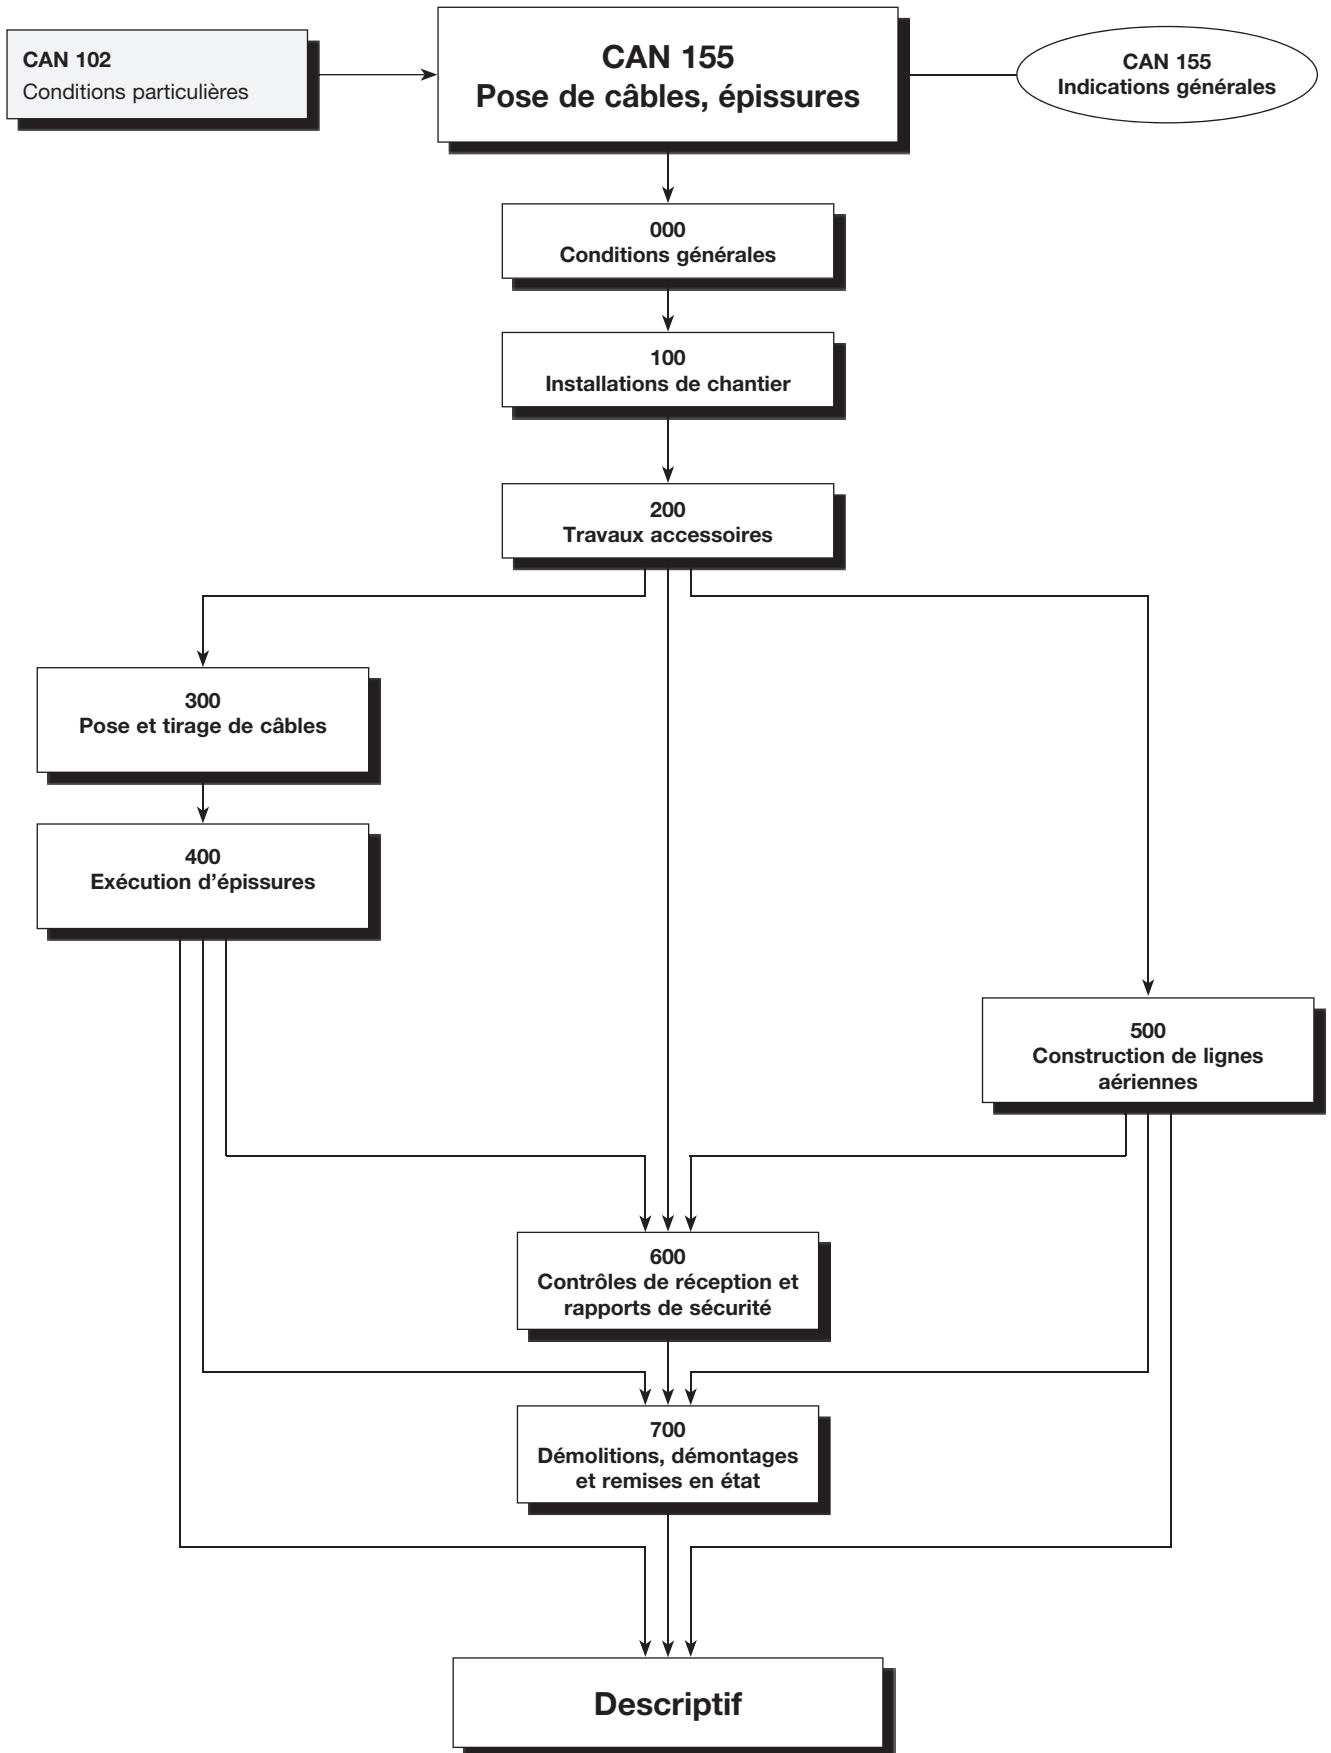 CAN 102
Conditions particulières
CAN 155
Pose de câbles, épissures
CAN 155
Indications générales
000
Conditions générales
100
Installations de chantier
200
Travaux accessoires
300
Pose et tirage de câbles
400
Exécution d’épissures
500
Construction de lignes
aériennes
600
Contrôles de réception et
rapports de sécurité
700
Démolitions, démontages
et remises en état
Descriptif